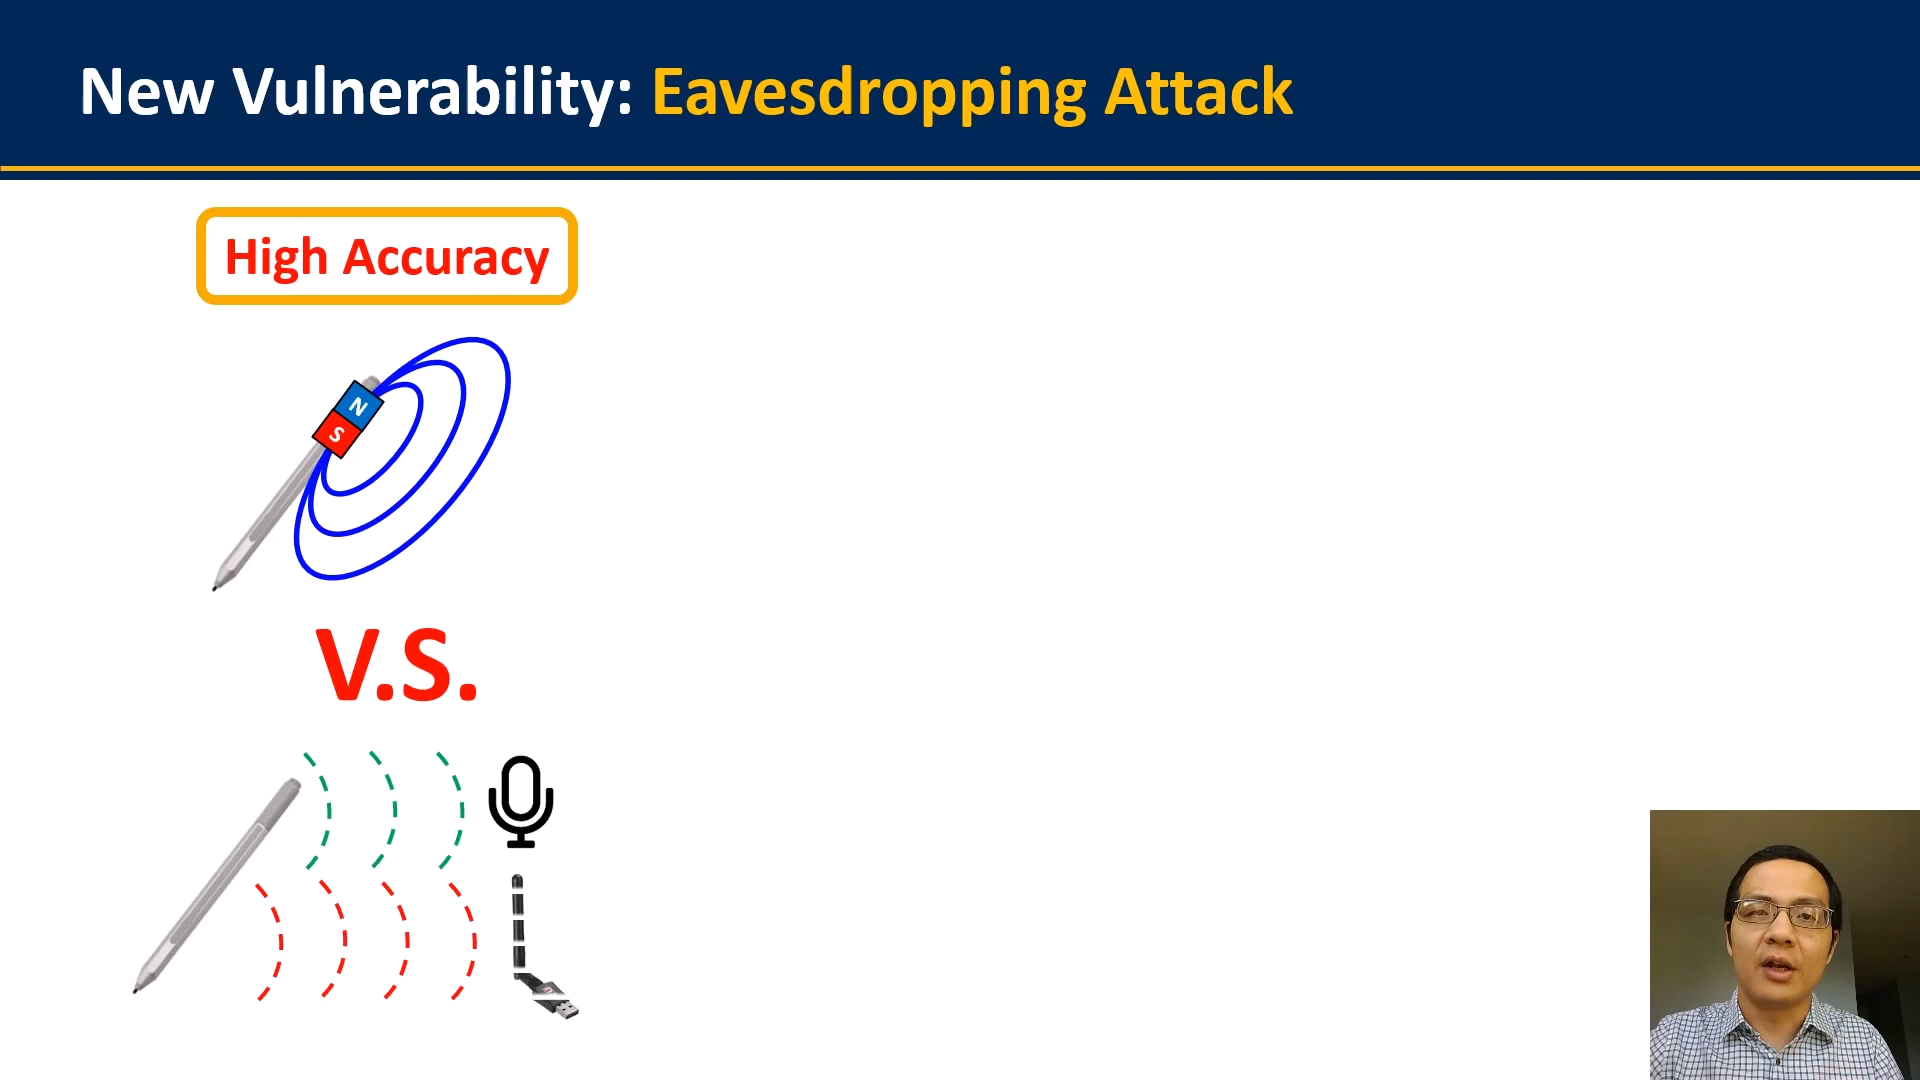 New Vulnerability: Eavesdropping Attack
High Accuracy
N
S
V.S.